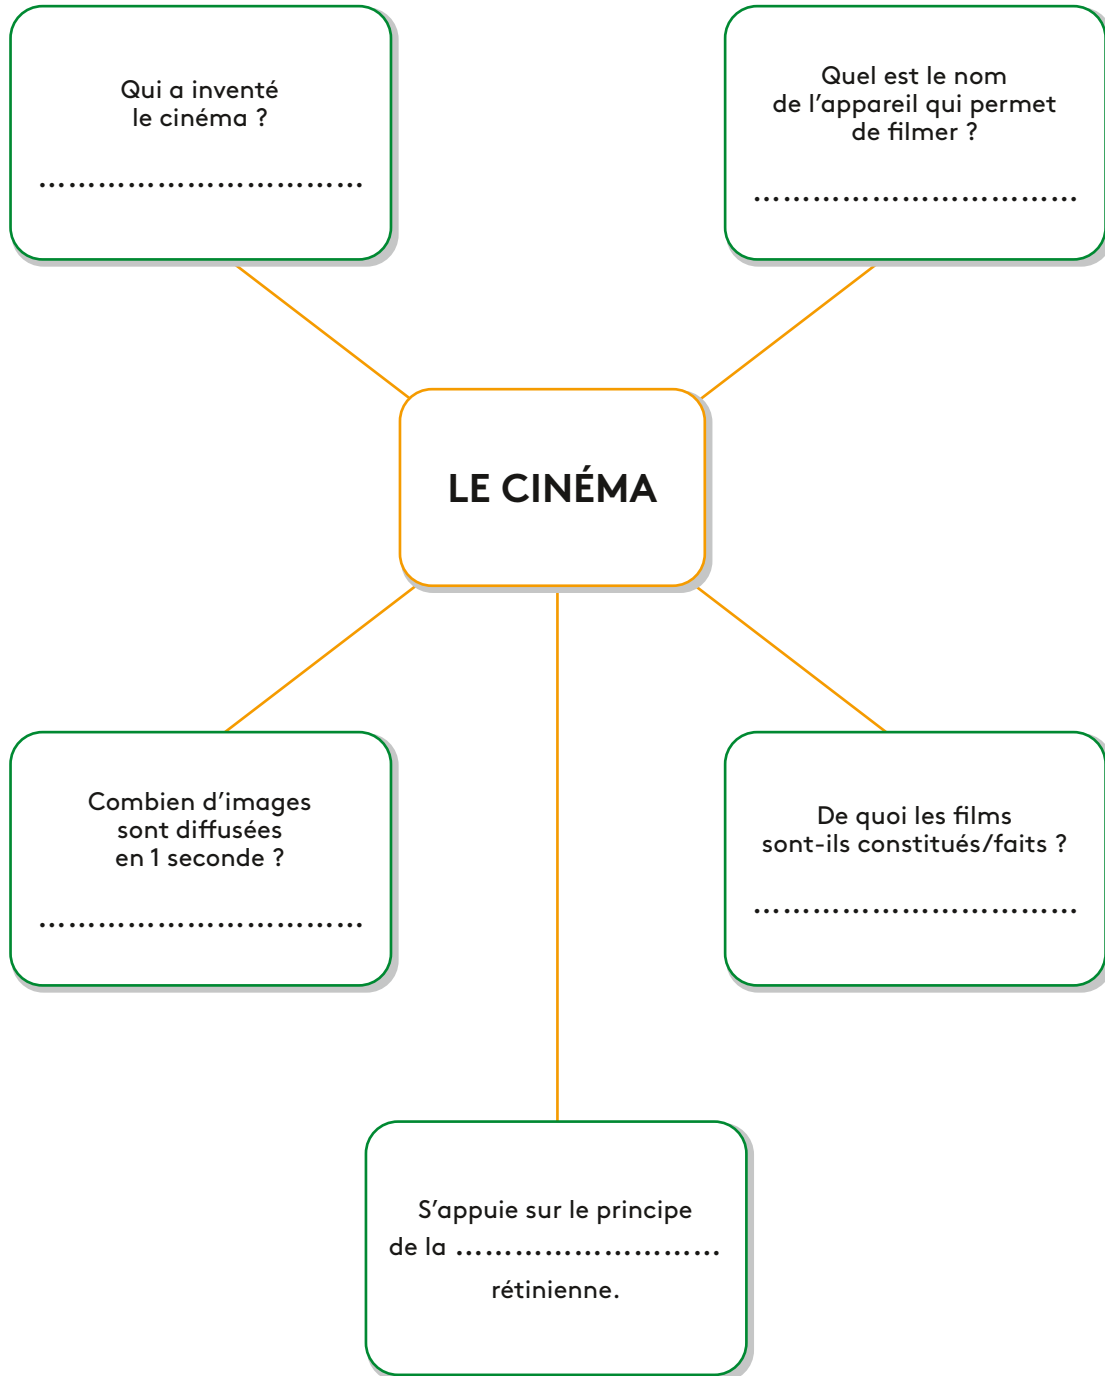 Qui a inventé
le cinéma ?
.................................
Quel est le nom
de l’appareil qui permet
de filmer ?
.................................
LE CINÉMA
Combien d’images
sont diffusées
en 1 seconde ?
.................................
De quoi les films
sont-ils constitués/faits ?
.................................
S’appuie sur le principe
de la ...........................
rétinienne.